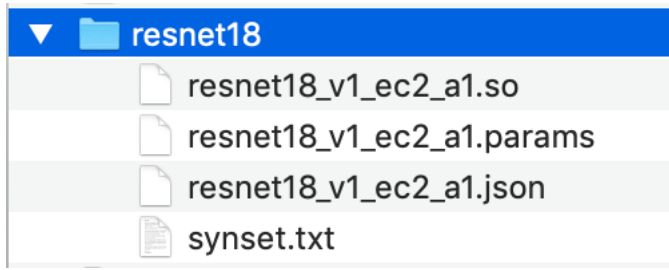 resnet18
resnet18_v1_ec2_a1.so
resnet18_v1_ec2_a1.params
resnet18_v1_ec2_a1.json
synset.txt